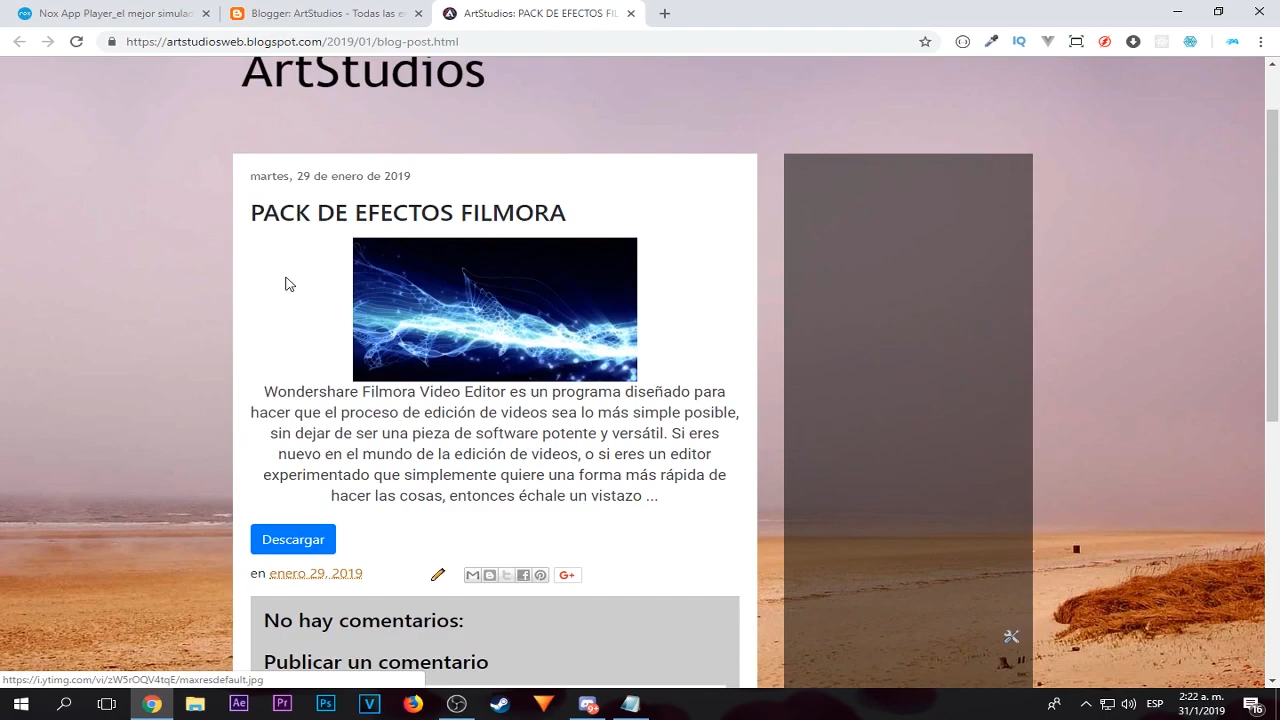 Nox App Player_el mejor simulad
Blogger: ArtStudios - Todas las e
ArtStudios: PACK DE EFECTOS FIL
https://artstudiosweb.blogspot.com/2019/01/blog-post.html
IQ
ArtStudios
martes, 29 de enero de 2019
PACK DE EFECTOS FILMORA
Wondershare Filmora Video Editor es un programa diseñado para
hacer que el proceso de edición de videos sea lo más simple posible,
sin dejar de ser una pieza de software potente y versátil. Si eres
nuevo en el mundo de la edición de videos, o si eres un editor
experimentado que simplemente quiere una forma más rápida de
hacer las cosas, entonces échale un vistazo ...
Descargar
en enero 29, 2019
G+
No hay comentarios:
Publicar un comentario
https://i.ytimg.com/vi/zW5rOQV4tqE/maxresdefault.jpg
Ae
Pr
Ps
V
ESP
2:22 a. m.
31/1/2019
16